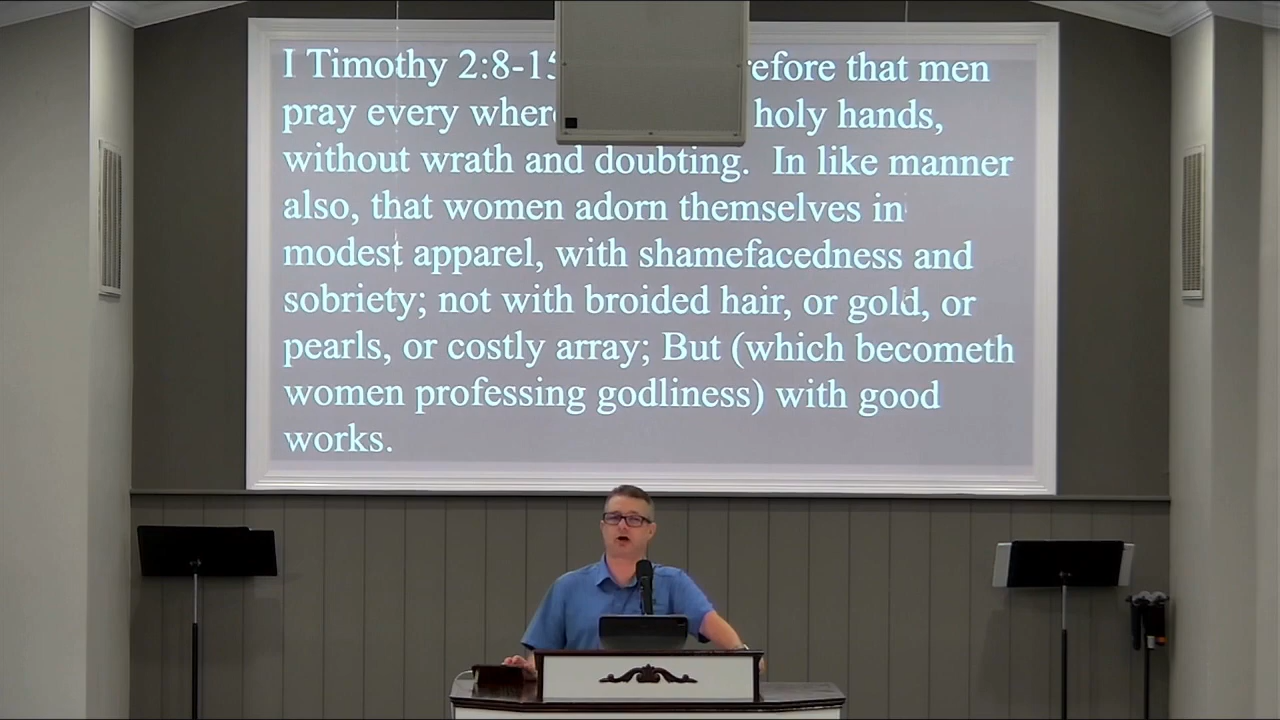 I Timothy 2:8-15 refore that men
pray every where holy hands,
without wrath and doubting. In like manner
also, that women adorn themselves in
modest apparel, with shamefacedness and
sobriety; not with broided hair, or gold, or
pearls, or costly array; But (which becometh
women professing godliness) with good
works.